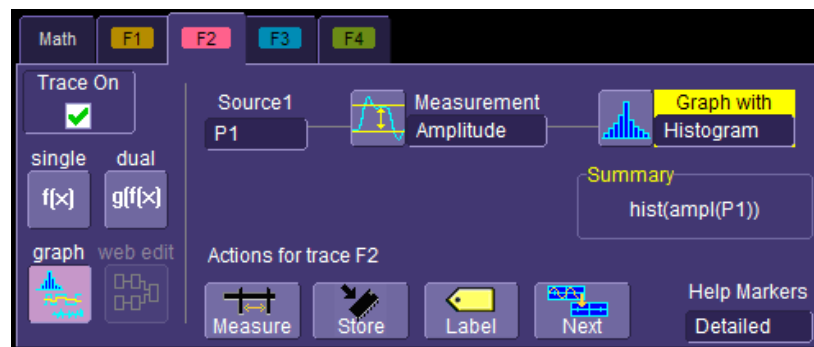 Math F1 F2 F3 F4
Trace On
Source1 Measurement Graph with
P1 Amplitude Histogram
single dual
f(x) g(f(x)
Summary
hist(ampl(P1))
graph web edit
Actions for trace F2
Measure Store Label Next
Help Markers
Detailed